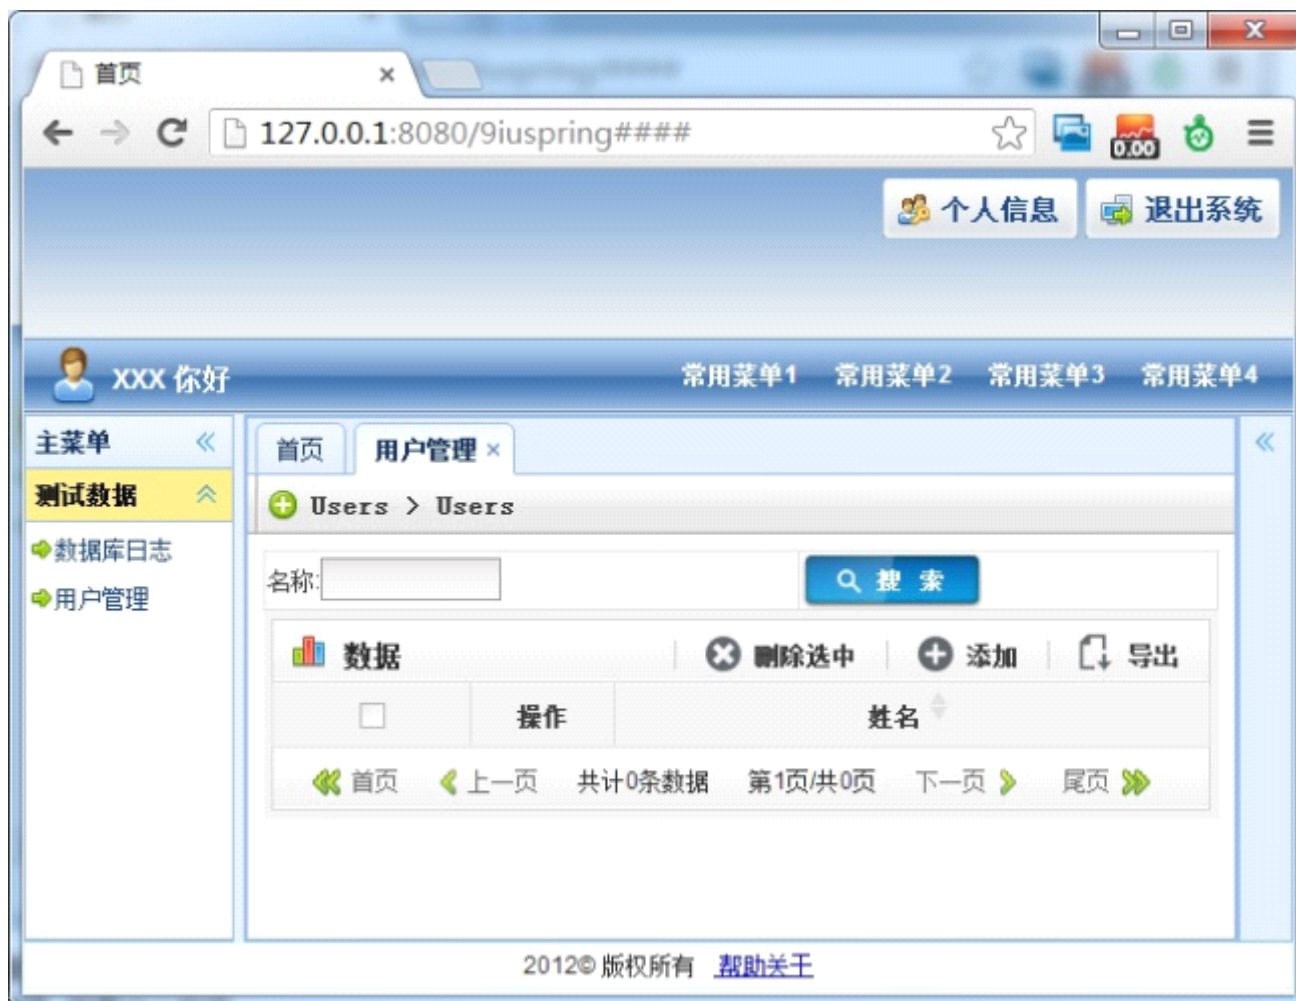 首页
127.0.0.1:8080/9iuspring####
0.00
个人信息 退出系统
XXX 你好 常用菜单1 常用菜单2 常用菜单3 常用菜单4
主菜单
测试数据
数据库日志
用户管理
首页 用户管理
Users > Users
名称: 搜 索
数据 删除选中 添加 导出
操作 姓名
首页 上一页 共计0条数据 第1页/共0页 下一页 尾页
2012© 版权所有 帮助关于